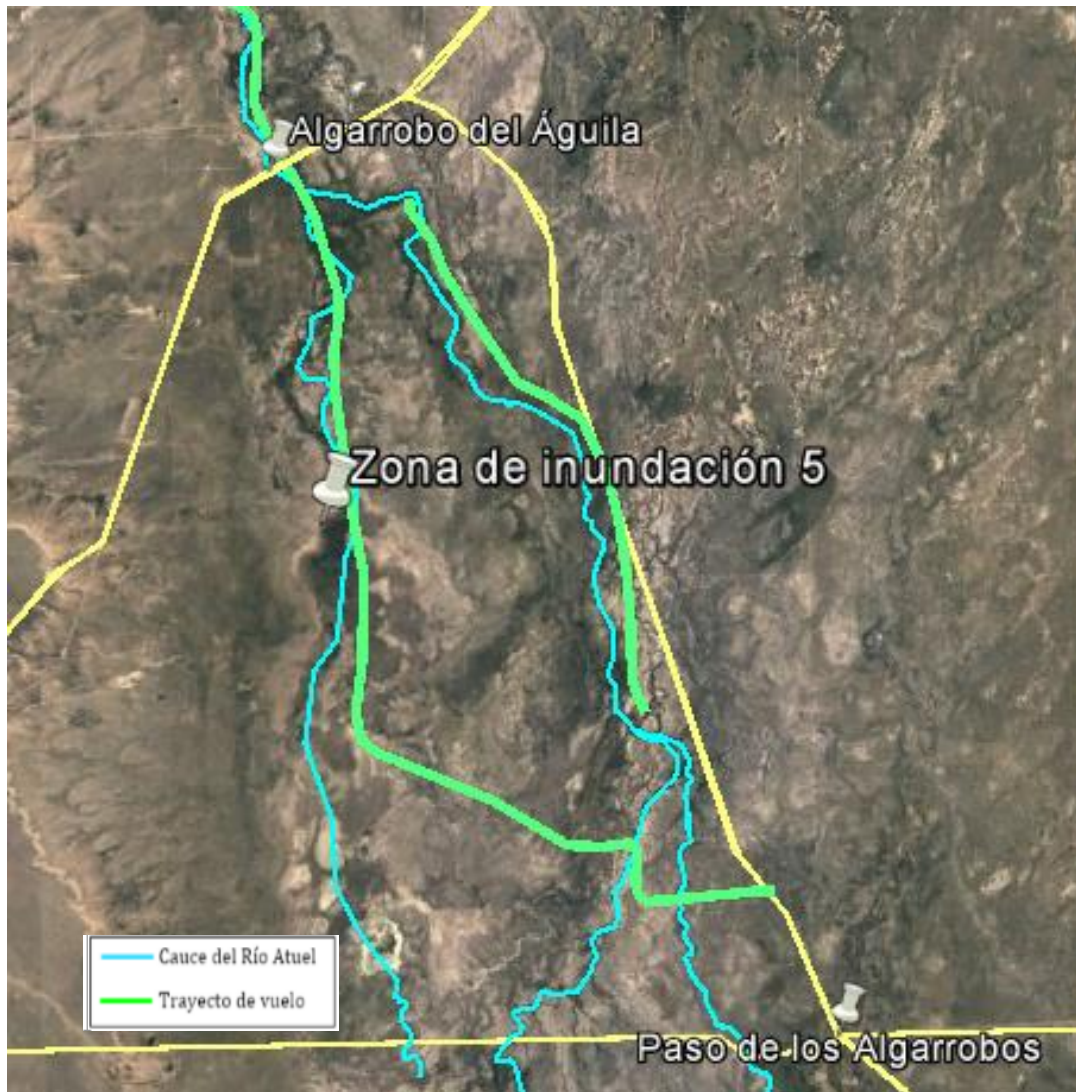 Algarrobo del Águila
Zona de inundación 5
Cauce del Río Atuel
Trayecto de vuelo
Paso de los Algarrobos